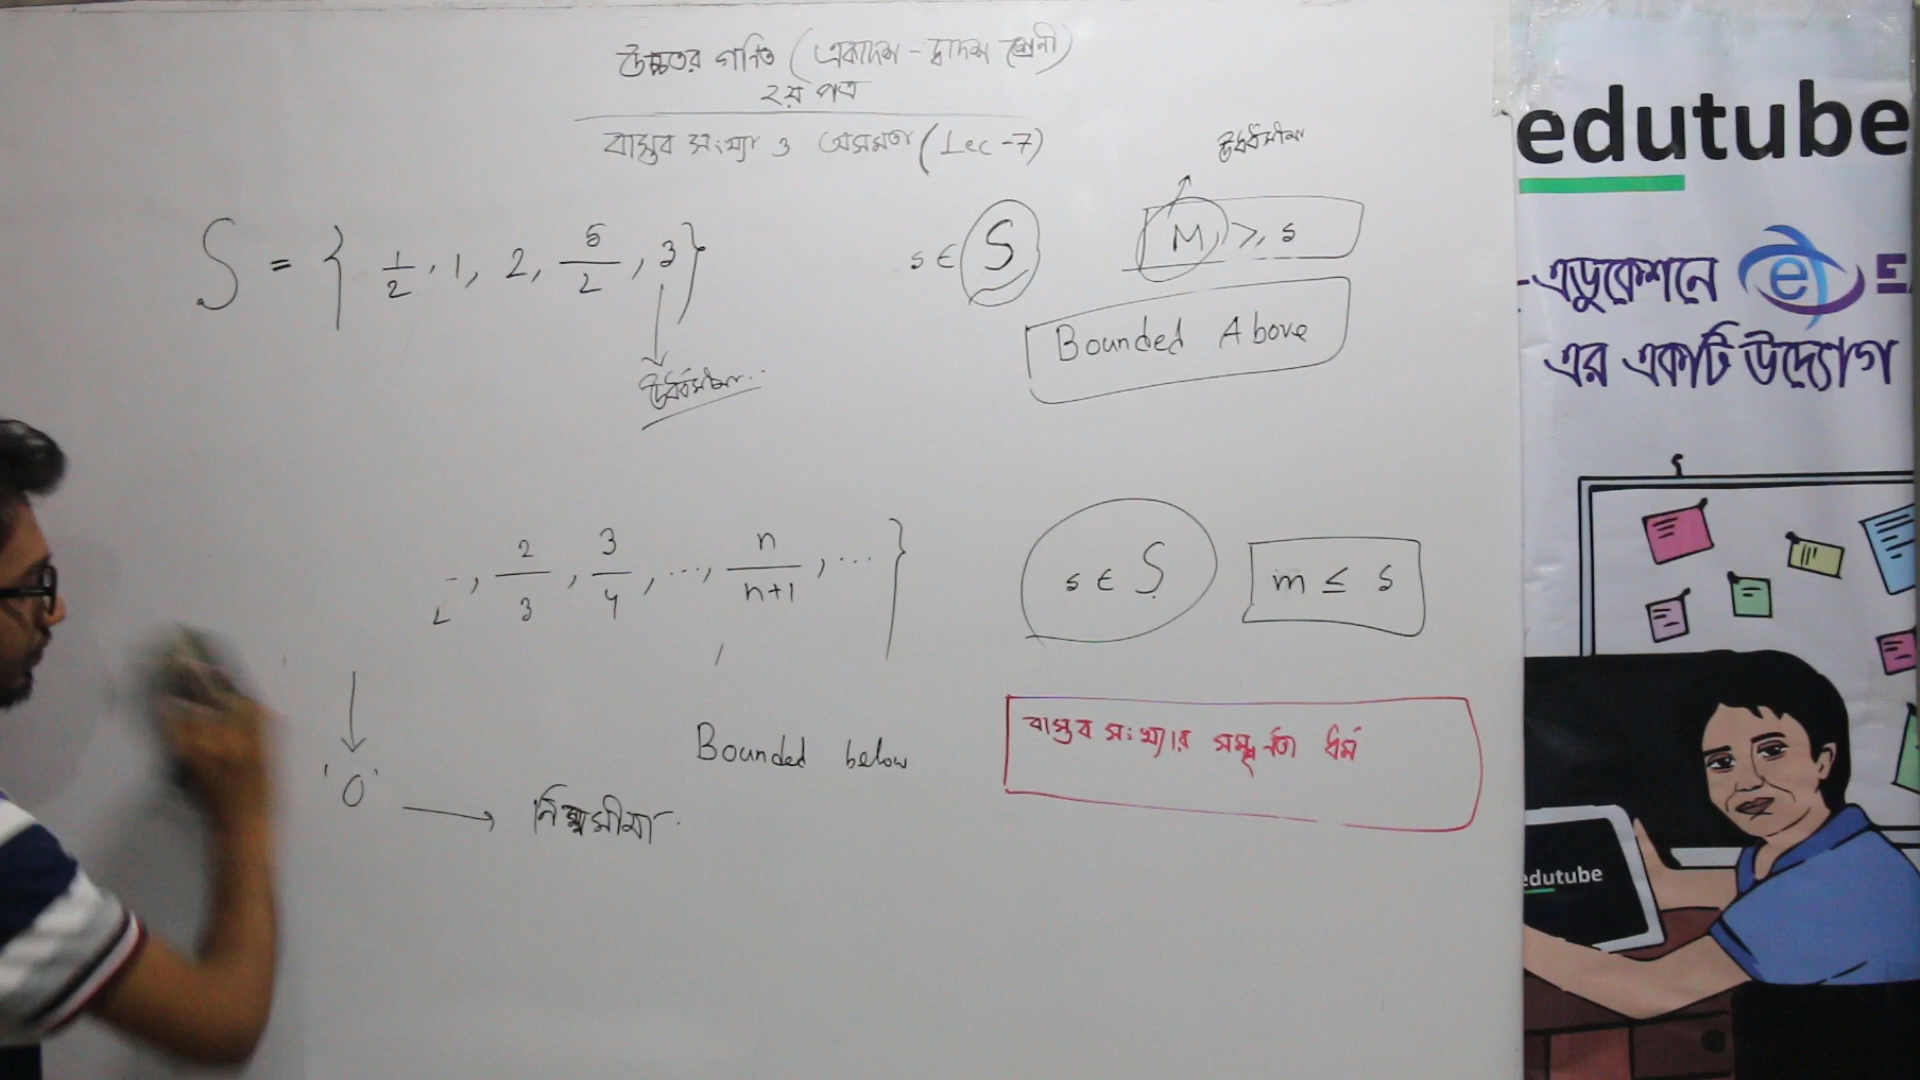 উচ্চতর গণিত (একাদশ - দ্বাদশ শ্রেণী)
২য় পত্র
বাস্তব সংখ্যা ও অসমতা (Lec-7)
S = { 1/2, 1, 2, 5/2, 3 }
ঊর্ধ্বসীমা
s ∈ S
M ≥ s
ঊর্ধ্বসীমা
Bounded Above
, 2/3, 3/4, ..., n/n+1, ... }
s ∈ S
m ≤ s
'0' → নিম্নসীমা
Bounded below
বাস্তব সংখ্যার সম্পূর্ণতা ধর্ম
edutube
-এডুকেশনে e E
এর একটি উদ্যোগ
edutube